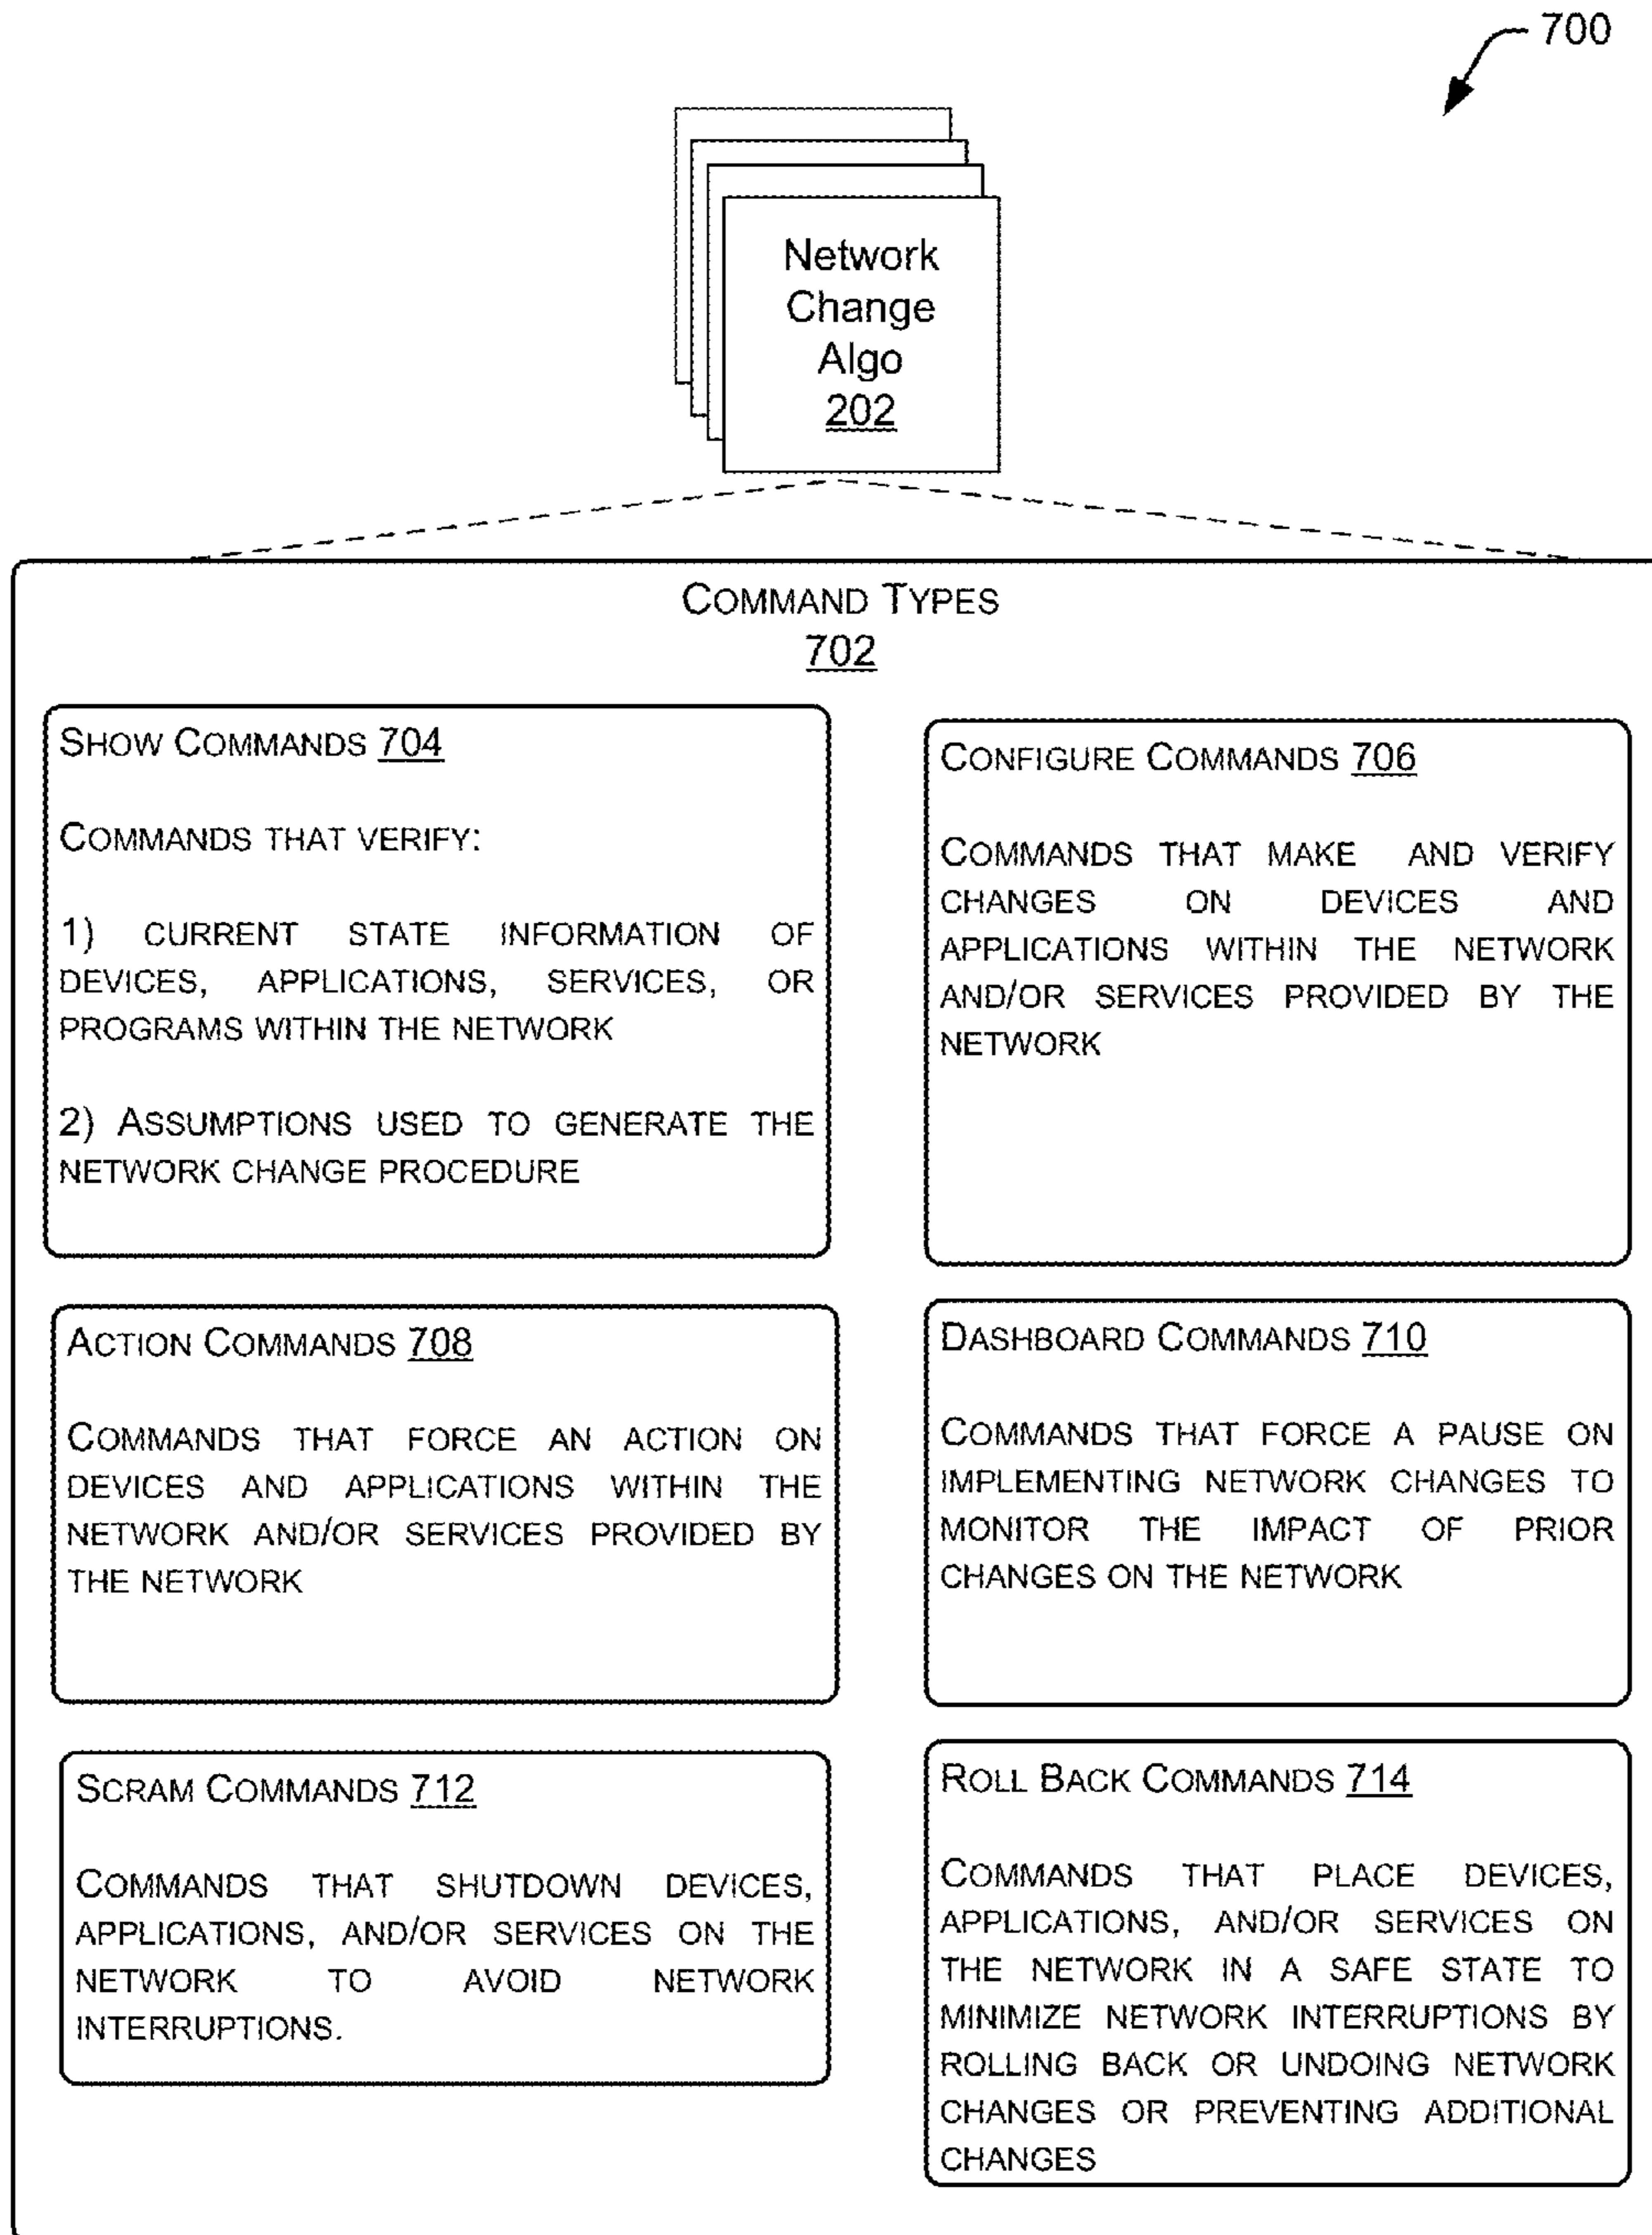 700
Network
Change
Algo
202
COMMAND TYPES
702
SHOW COMMANDS 704
COMMANDS THAT VERIFY:
1) CURRENT STATE INFORMATION OF
DEVICES, APPLICATIONS, SERVICES, OR
PROGRAMS WITHIN THE NETWORK
2) ASSUMPTIONS USED TO GENERATE THE
NETWORK CHANGE PROCEDURE
CONFIGURE COMMANDS 706
COMMANDS THAT MAKE AND VERIFY
CHANGES ON DEVICES AND
APPLICATIONS WITHIN THE NETWORK
AND/OR SERVICES PROVIDED BY THE
NETWORK
ACTION COMMANDS 708
COMMANDS THAT FORCE AN ACTION ON
DEVICES AND APPLICATIONS WITHIN THE
NETWORK AND/OR SERVICES PROVIDED BY
THE NETWORK
DASHBOARD COMMANDS 710
COMMANDS THAT FORCE A PAUSE ON
IMPLEMENTING NETWORK CHANGES TO
MONITOR THE IMPACT OF PRIOR
CHANGES ON THE NETWORK
SCRAM COMMANDS 712
COMMANDS THAT SHUTDOWN DEVICES,
APPLICATIONS, AND/OR SERVICES ON THE
NETWORK TO AVOID NETWORK
INTERRUPTIONS.
ROLL BACK COMMANDS 714
COMMANDS THAT PLACE DEVICES,
APPLICATIONS, AND/OR SERVICES ON
THE NETWORK IN A SAFE STATE TO
MINIMIZE NETWORK INTERRUPTIONS BY
ROLLING BACK OR UNDOING NETWORK
CHANGES OR PREVENTING ADDITIONAL
CHANGES